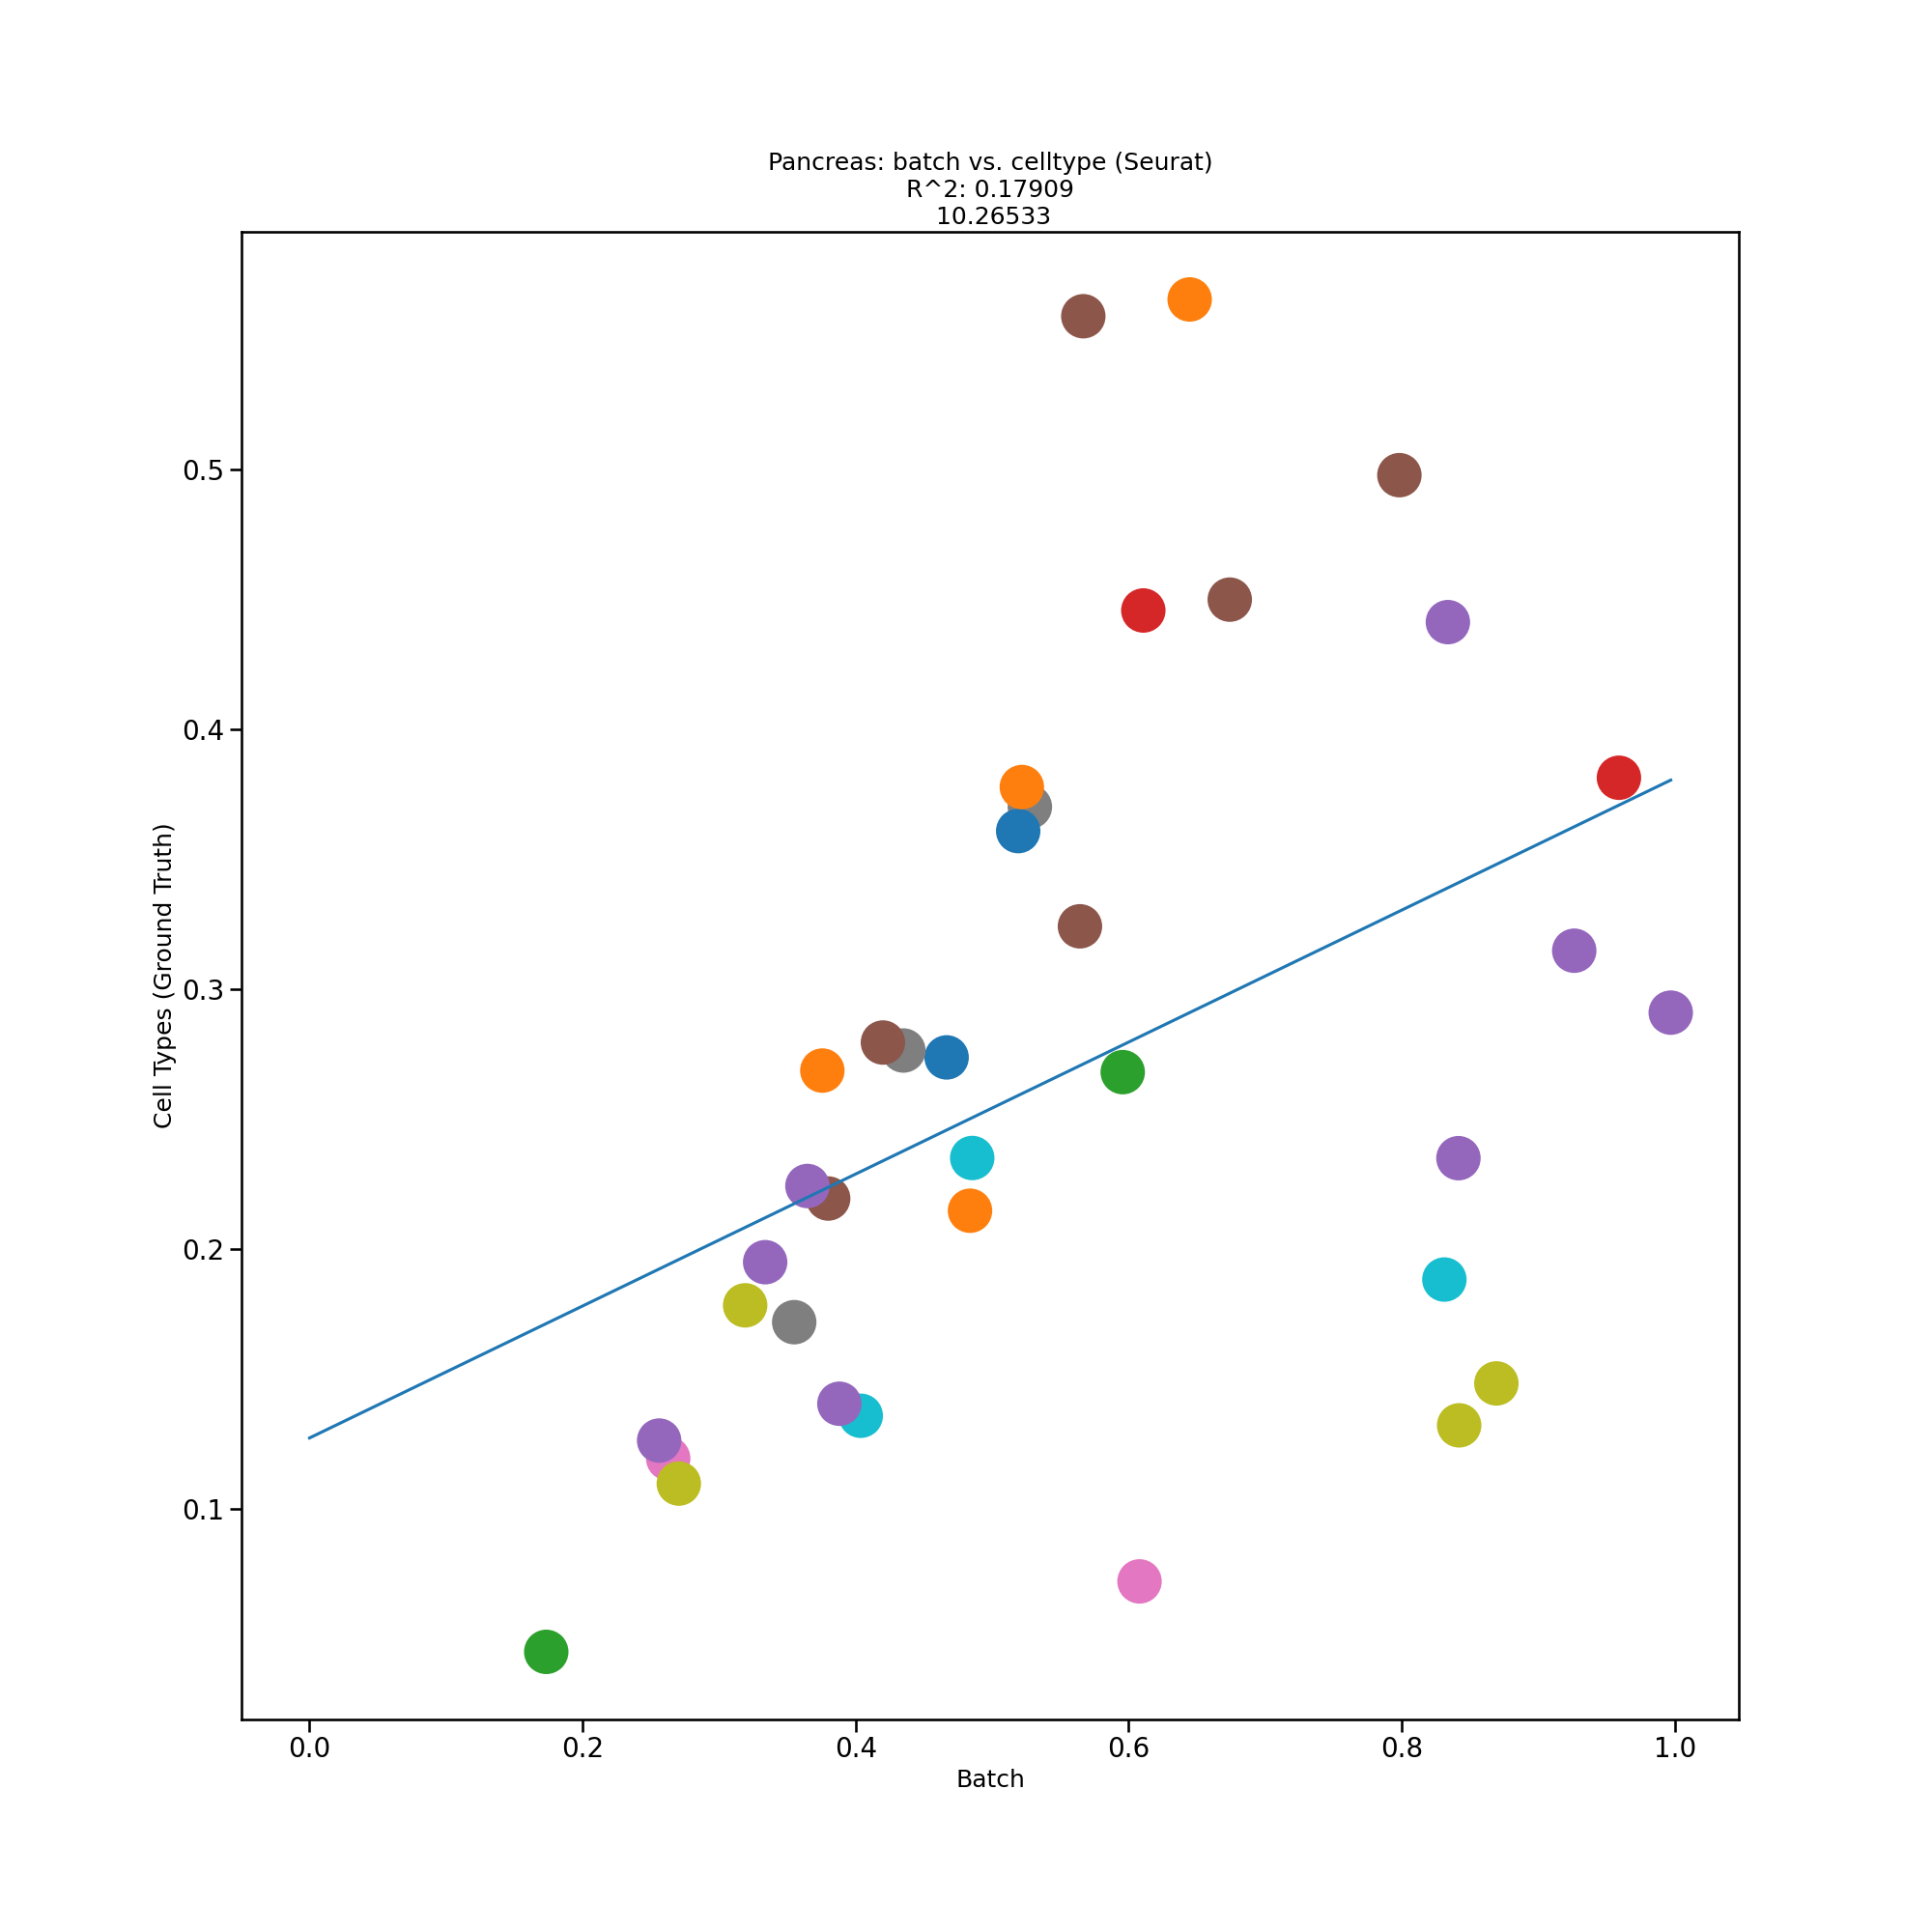 Pancreas: batch vs. celltype (Seurat)
R^2: 0.17909
10.26533
Cell Types (Ground Truth)
0.5
0.4
0.3
0.2
0.1
0.0 0.2 0.4 0.6 0.8 1.0
Batch